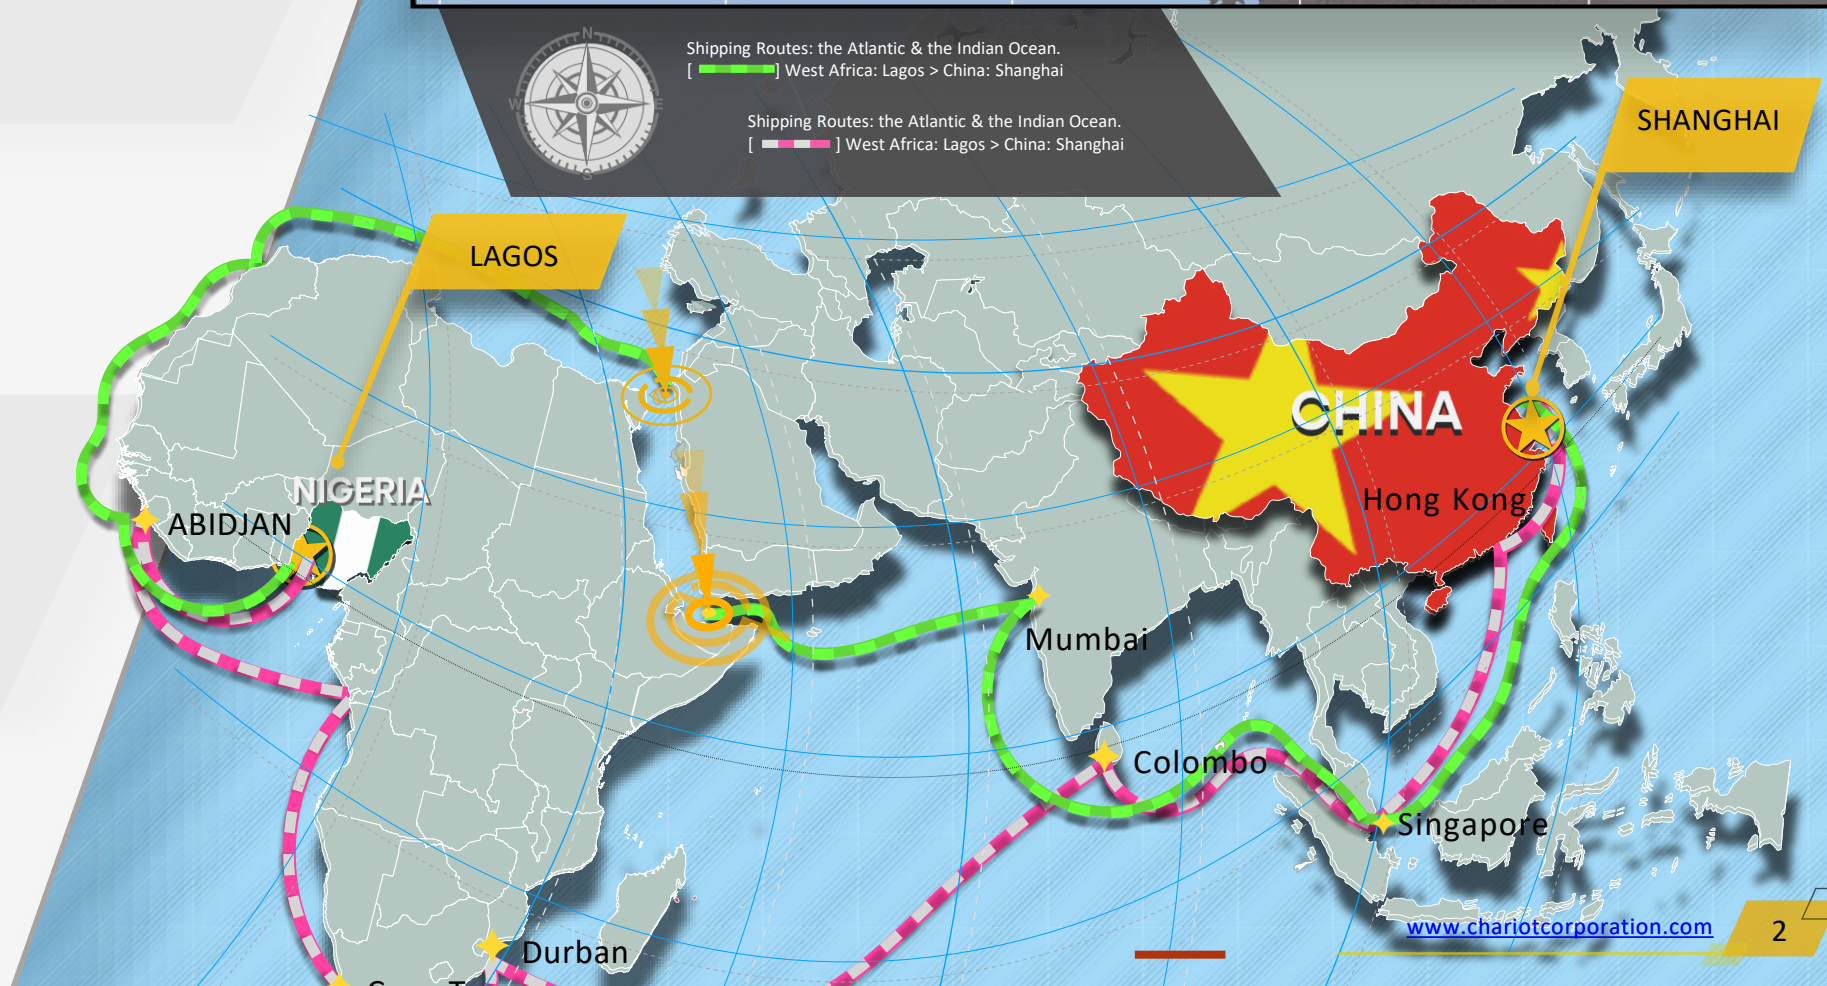 N
W
E
S
Shipping Routes: the Atlantic & the Indian Ocean.
[ ] West Africa: Lagos > China: Shanghai
Shipping Routes: the Atlantic & the Indian Ocean.
[ ] West Africa: Lagos > China: Shanghai
SHANGHAI
LAGOS
CHINA
NIGERIA
Hong Kong
ABIDJAN
Mumbai
Colombo
Singapore
www.chariotcorporation.com
2
Durban